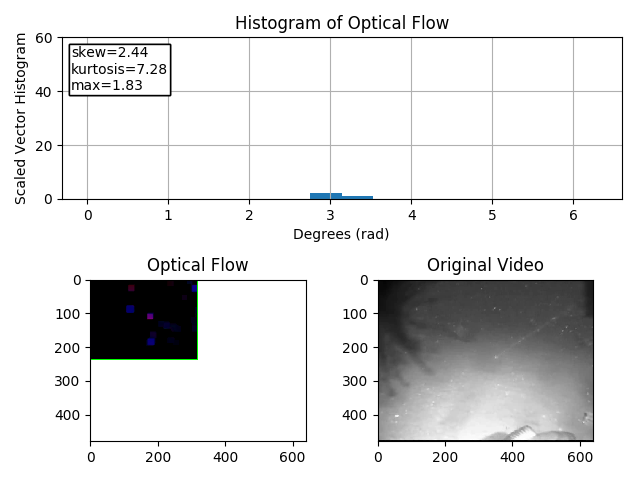 Histogram of Optical Flow
Scaled Vector Histogram
60
40
20
0
skew=2.44
kurtosis=7.28
max=1.83
0 1 2 3 4 5 6
Degrees (rad)
Optical Flow
0
100
200
300
400
0 200 400 600
Original Video
0
100
200
300
400
0 200 400 600